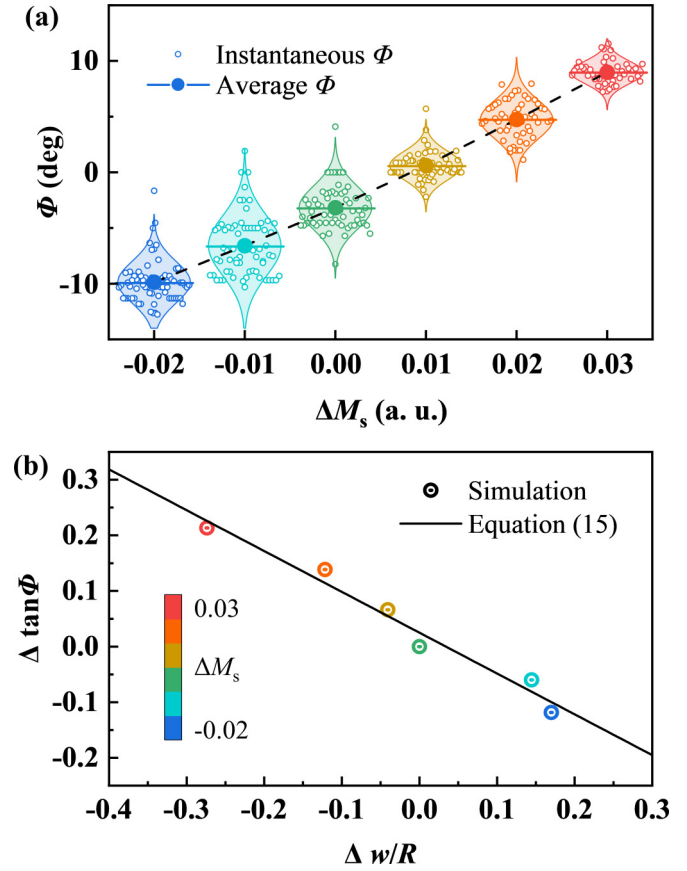 (a)
Instantaneous Φ
Average Φ
10
0
-10
Φ (deg)
-0.02 -0.01 0.00 0.01 0.02 0.03
ΔMs (a. u.)
(b)
Simulation
Equation (15)
0.3
0.2
0.1
0.0
-0.1
-0.2
Δ tanΦ
0.03
ΔMs
-0.02
-0.4 -0.3 -0.2 -0.1 0.0 0.1 0.2 0.3
Δ w/R